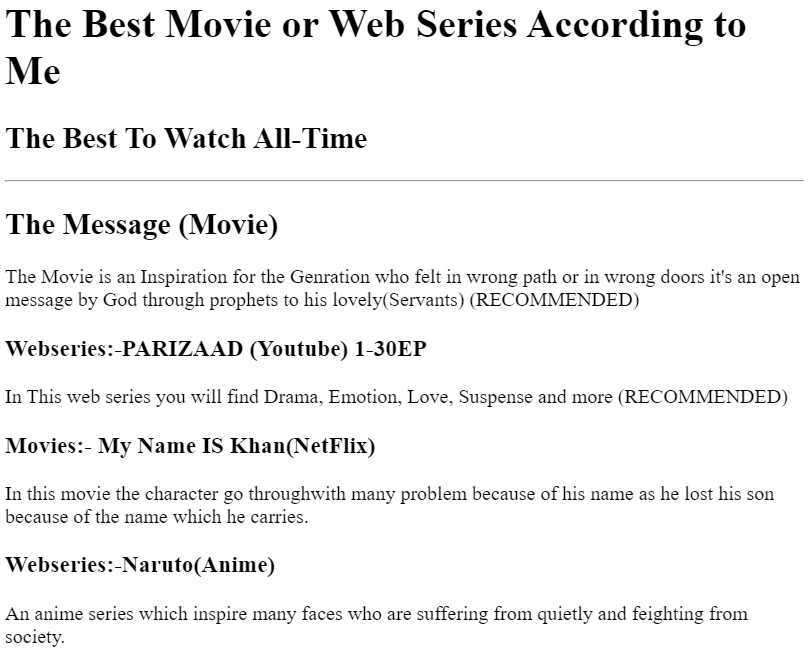 The Best Movie or Web Series According to
Me
The Best To Watch All-Time
The Message (Movie)
The Movie is an Inspiration for the Genration who felt in wrong path or in wrong doors it's an open
message by God through prophets to his lovely(Servants) (RECOMMENDED)
Webseries:-PARIZAAD (Youtube) 1-30EP
In This web series you will find Drama, Emotion, Love, Suspense and more (RECOMMENDED)
Movies:- My Name IS Khan(NetFlix)
In this movie the character go throughwith many problem because of his name as he lost his son
because of the name which he carries.
Webseries:-Naruto(Anime)
An anime series which inspire many faces who are suffering from quietly and feighting from
society.